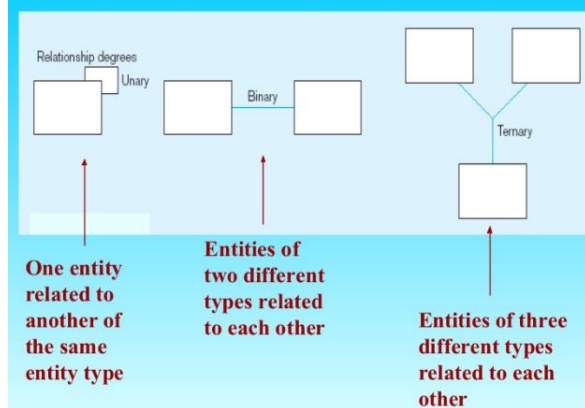 Relationship degrees
Unary
Binary
Ternary
One entity
related to
another of
the same
entity type
Entities of
two different
types related
to each other
Entities of three
different types
related to each
other